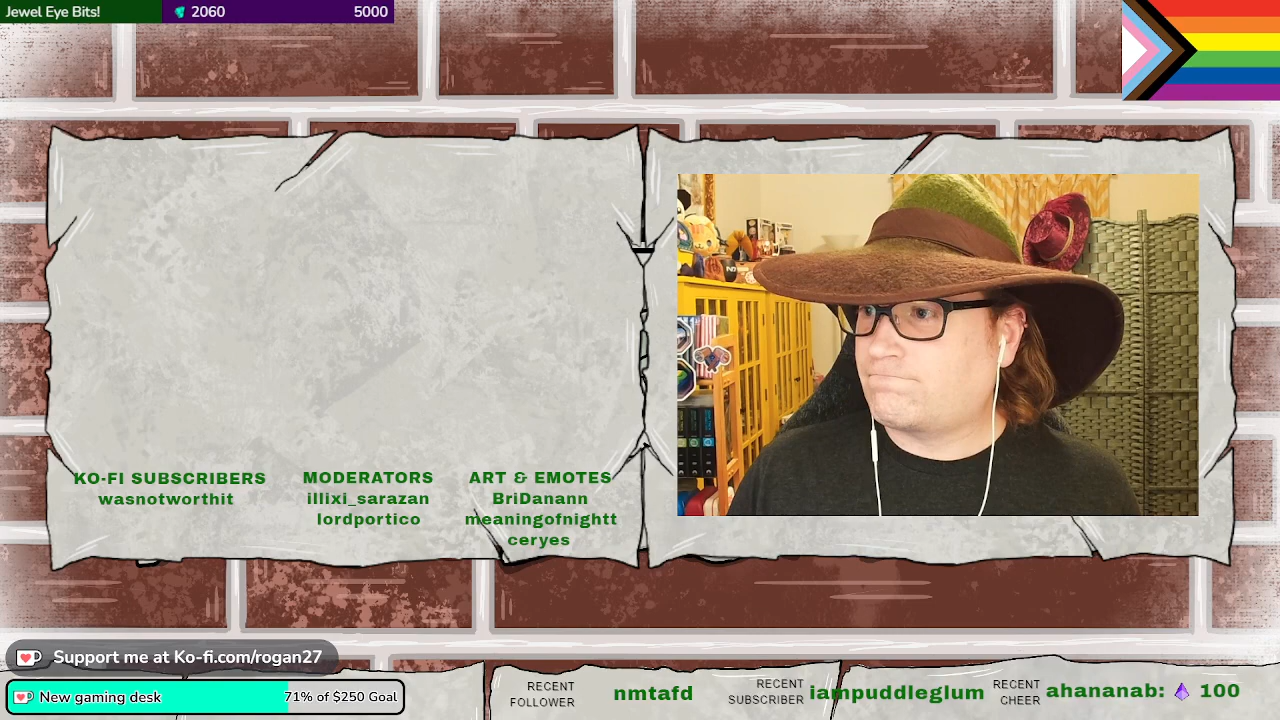 Jewel Eye Bits!
2060
5000
KO-FI SUBSCRIBERS
wasnotworthit
MODERATORS
illixi_sarazan
lordportico
ART & EMOTES
BriDanann
meaningofnightt
ceryes
Support me at Ko-fi.com/rogan27
New gaming desk
71% of $250 Goal
RECENT
FOLLOWER
nmtafd
RECENT
SUBSCRIBER
iampuddleglum
RECENT
CHEER
ahananab: 100